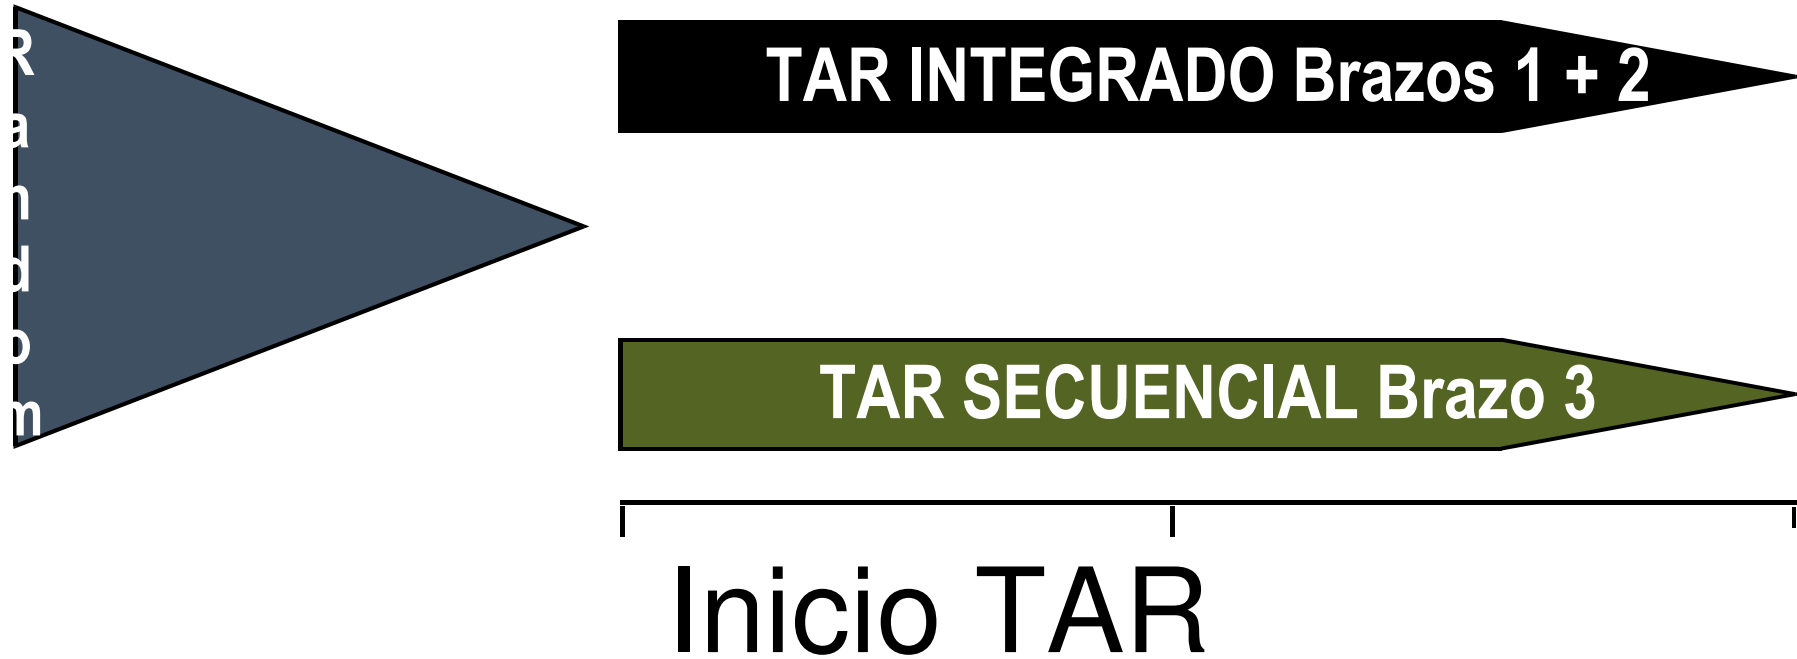 R
a
n
d
o
m
TAR INTEGRADO Brazos 1 + 2
TAR SECUENCIAL Brazo 3
Inicio TAR